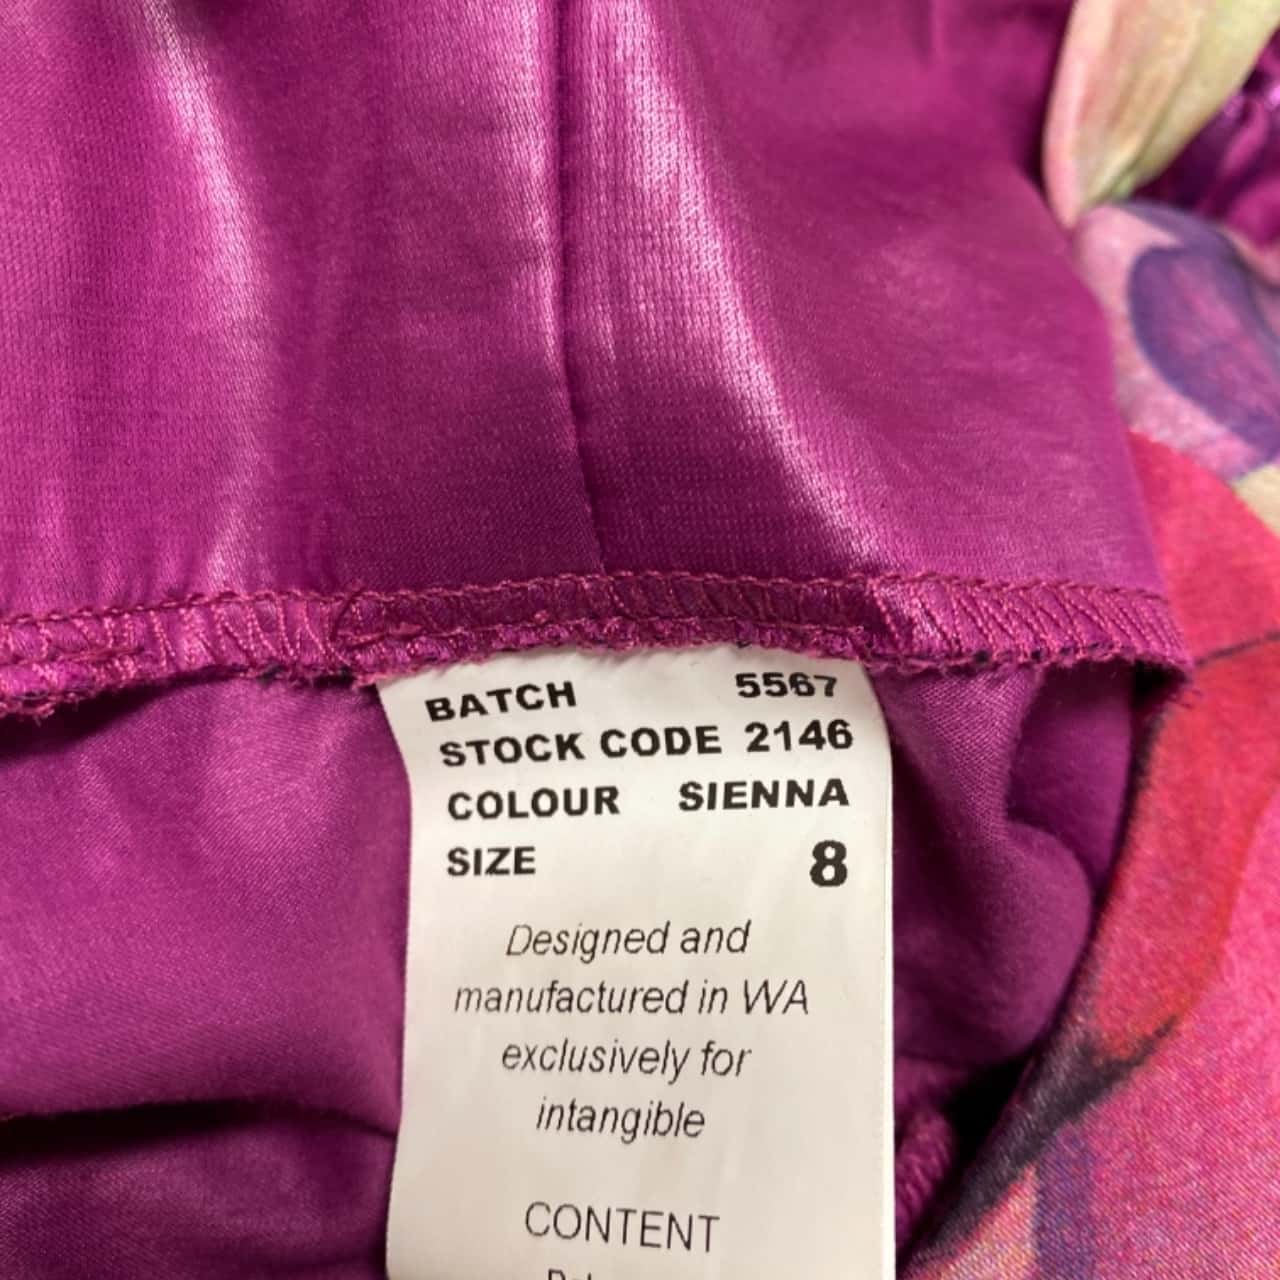 BATCH 5567
STOCK CODE 2146
COLOUR SIENNA
SIZE 8
Designed and
manufactured in WA
exclusively for
intangible
CONTENT